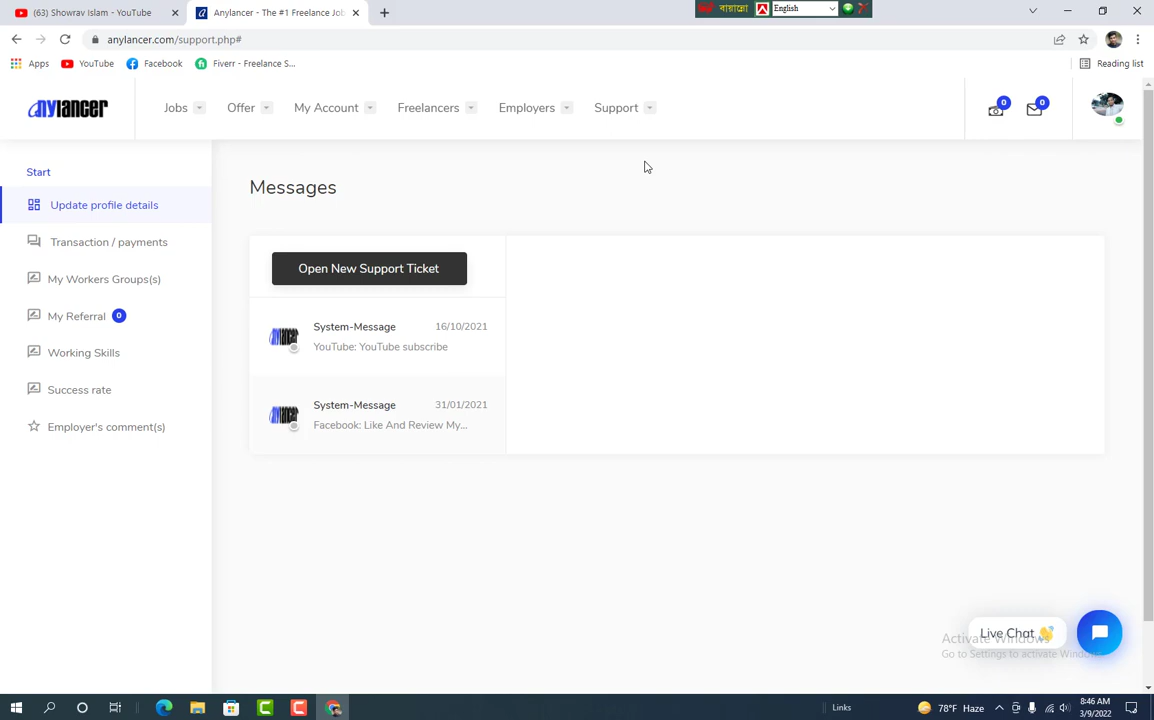 (63) Showrav Islam - YouTube
Anylancer - The #1 Freelance Job
বায়ান্নো
English
anylancer.com/support.php#
Apps
YouTube
Facebook
Fiverr - Freelance S...
Reading list
anylancer
Jobs
Offer
My Account
Freelancers
Employers
Support
0
0
Start
Update profile details
Transaction / payments
My Workers Groups(s)
My Referral 0
Working Skills
Success rate
Employer's comment(s)
Messages
Open New Support Ticket
System-Message 16/10/2021
YouTube: YouTube subscribe
System-Message 31/01/2021
Facebook: Like And Review My...
Live Chat 👋
Activate Windows
Go to Settings to activate Windows.
Links
78°F Haze
8:46 AM
3/9/2022